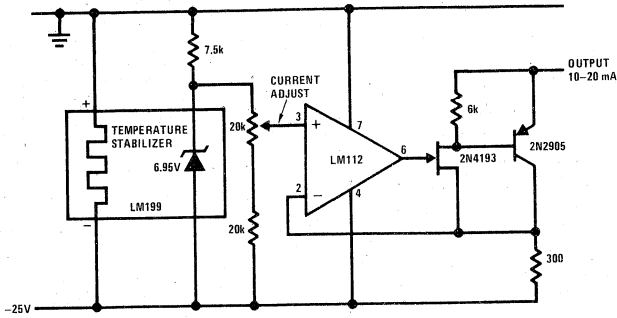 7.5k
OUTPUT
10–20 mA
CURRENT
ADJUST
+
TEMPERATURE
STABILIZER
6.95V
LM199
–
20k
20k
3
+
7
LM112
6
2
–
4
6k
2N4193
2N2905
300
–25V